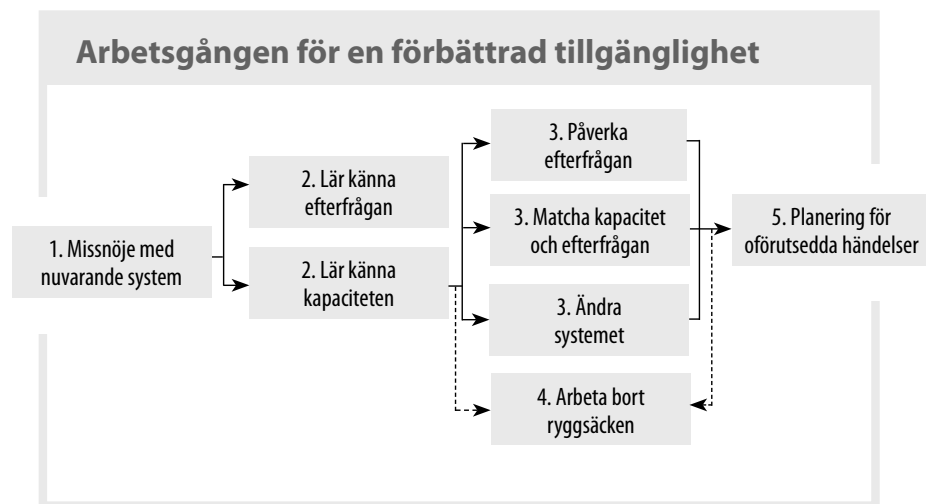 Arbetsgången för en förbättrad tillgänglighet
1. Missnöje med
nuvarande system
2. Lär känna
efterfrågan
2. Lär känna
kapaciteten
3. Påverka
efterfrågan
3. Matcha kapacitet
och efterfrågan
3. Ändra
systemet
4. Arbeta bort
ryggsäcken
5. Planering för
oförutsedda händelser